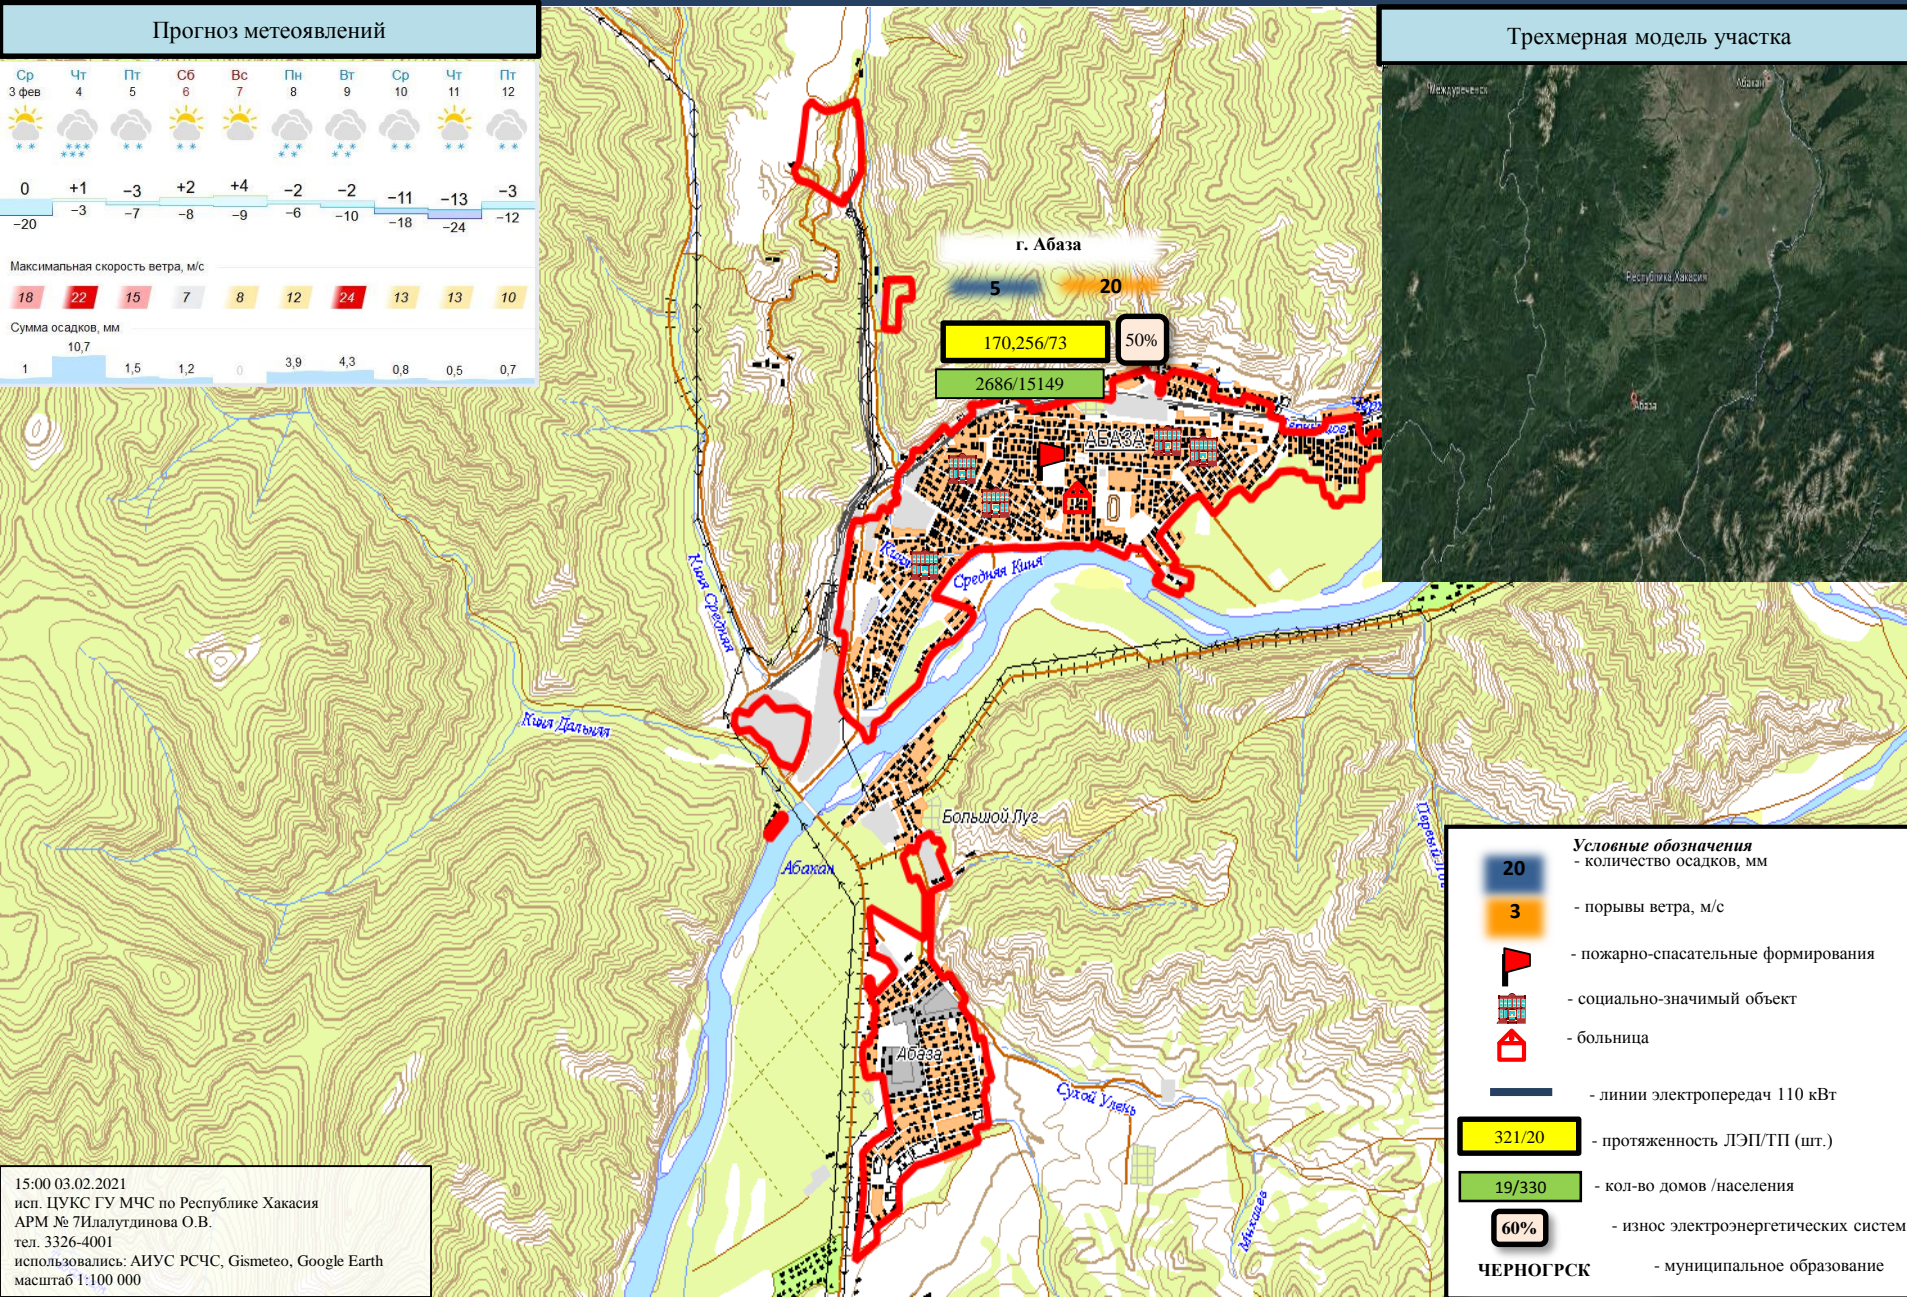 Прогноз метеоявлений
Ср Чт Пт Сб Вс Пн Вт Ср Чт Пт
3 фев 4 5 6 7 8 9 10 11 12
0 +1 −3 +2 +4 −2 −2 −11 −13 −3
−20 −3 −7 −8 −9 −6 −10 −18 −24 −12
Максимальная скорость ветра, м/с
18 22 15 7 8 12 24 13 13 10
Сумма осадков, мм
1 10,7 1,5 1,2 0 3,9 4,3 0,8 0,5 0,7
Трехмерная модель участка
Междуреченск
Абакан
Республика Хакасия
Абаза
г. Абаза
5 20
170,256/73 50%
2686/15149
АБАЗА
Средняя Киня
Киня Средняя
Киня Дальняя
Большой Луг
Абакан
Абаза
Сухой Улень
Михалев
Условные обозначения
20 - количество осадков, мм
3 - порывы ветра, м/с
- пожарно-спасательные формирования
- социально-значимый объект
- больница
- линии электропередач 110 кВт
321/20 - протяженность ЛЭП/ТП (шт.)
19/330 - кол-во домов /населения
60% - износ электроэнергетических систем
ЧЕРНОГРСК - муниципальное образование
15:00 03.02.2021
исп. ЦУКС ГУ МЧС по Республике Хакасия
АРМ № 7Илалутдинова О.В.
тел. 3326-4001
использовались: АИУС РСЧС, Gismeteo, Google Earth
масштаб 1:100 000